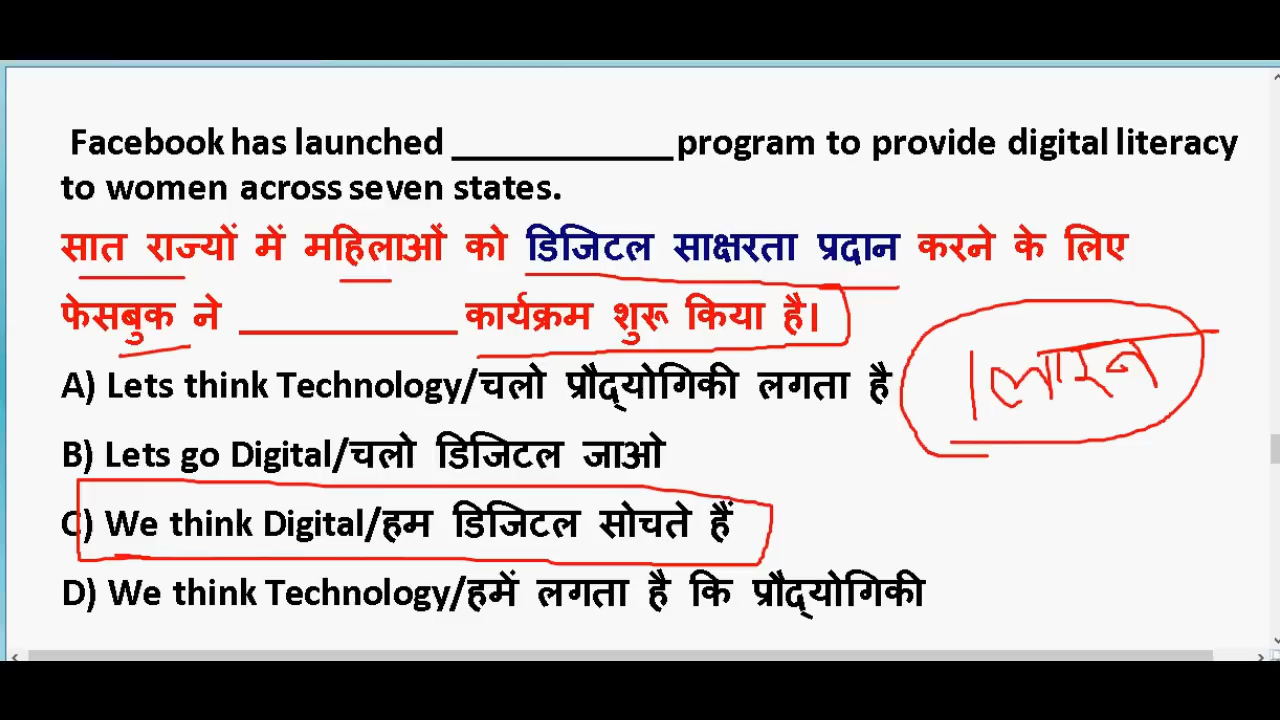 Facebook has launched ____________ program to provide digital literacy
to women across seven states.
सात राज्यों में महिलाओं को डिजिटल साक्षरता प्रदान करने के लिए
फेसबुक ने ____________ कार्यक्रम शुरू किया है।
A) Lets think Technology/चलो प्रौद्योगिकी लगता है
B) Lets go Digital/चलो डिजिटल जाओ
C) We think Digital/हम डिजिटल सोचते हैं
D) We think Technology/हमें लगता है कि प्रौद्योगिकी